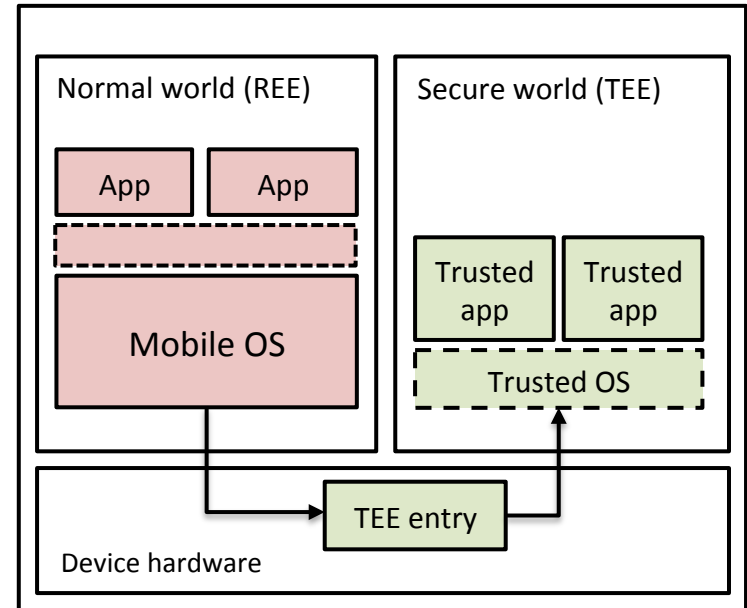 Normal world (REE)
Secure world (TEE)
App
App
Trusted
app
Trusted
app
Mobile OS
Trusted OS
TEE entry
Device hardware